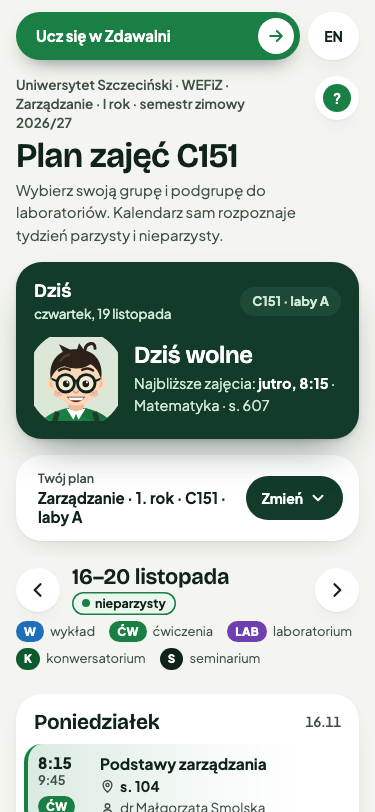 Ucz się w Zdawalni
EN
Uniwersytet Szczeciński · WEFiZ ·
Zarządzanie · I rok · semestr zimowy
2026/27
?
Plan zajęć C151
Wybierz swoją grupę i podgrupę do
laboratoriów. Kalendarz sam rozpoznaje
tydzień parzysty i nieparzysty.
Dziś
czwartek, 19 listopada
C151 · laby A
Dziś wolne
Najbliższe zajęcia: jutro, 8:15 ·
Matematyka · s. 607
Twój plan
Zarządzanie · 1. rok · C151 ·
laby A
Zmień
16–20 listopada
nieparzysty
W wykład ĆW ćwiczenia LAB laboratorium
K konwersatorium S seminarium
Poniedziałek 16.11
8:15 Podstawy zarządzania
9:45 s. 104
ĆW dr Małgorzata Smolska